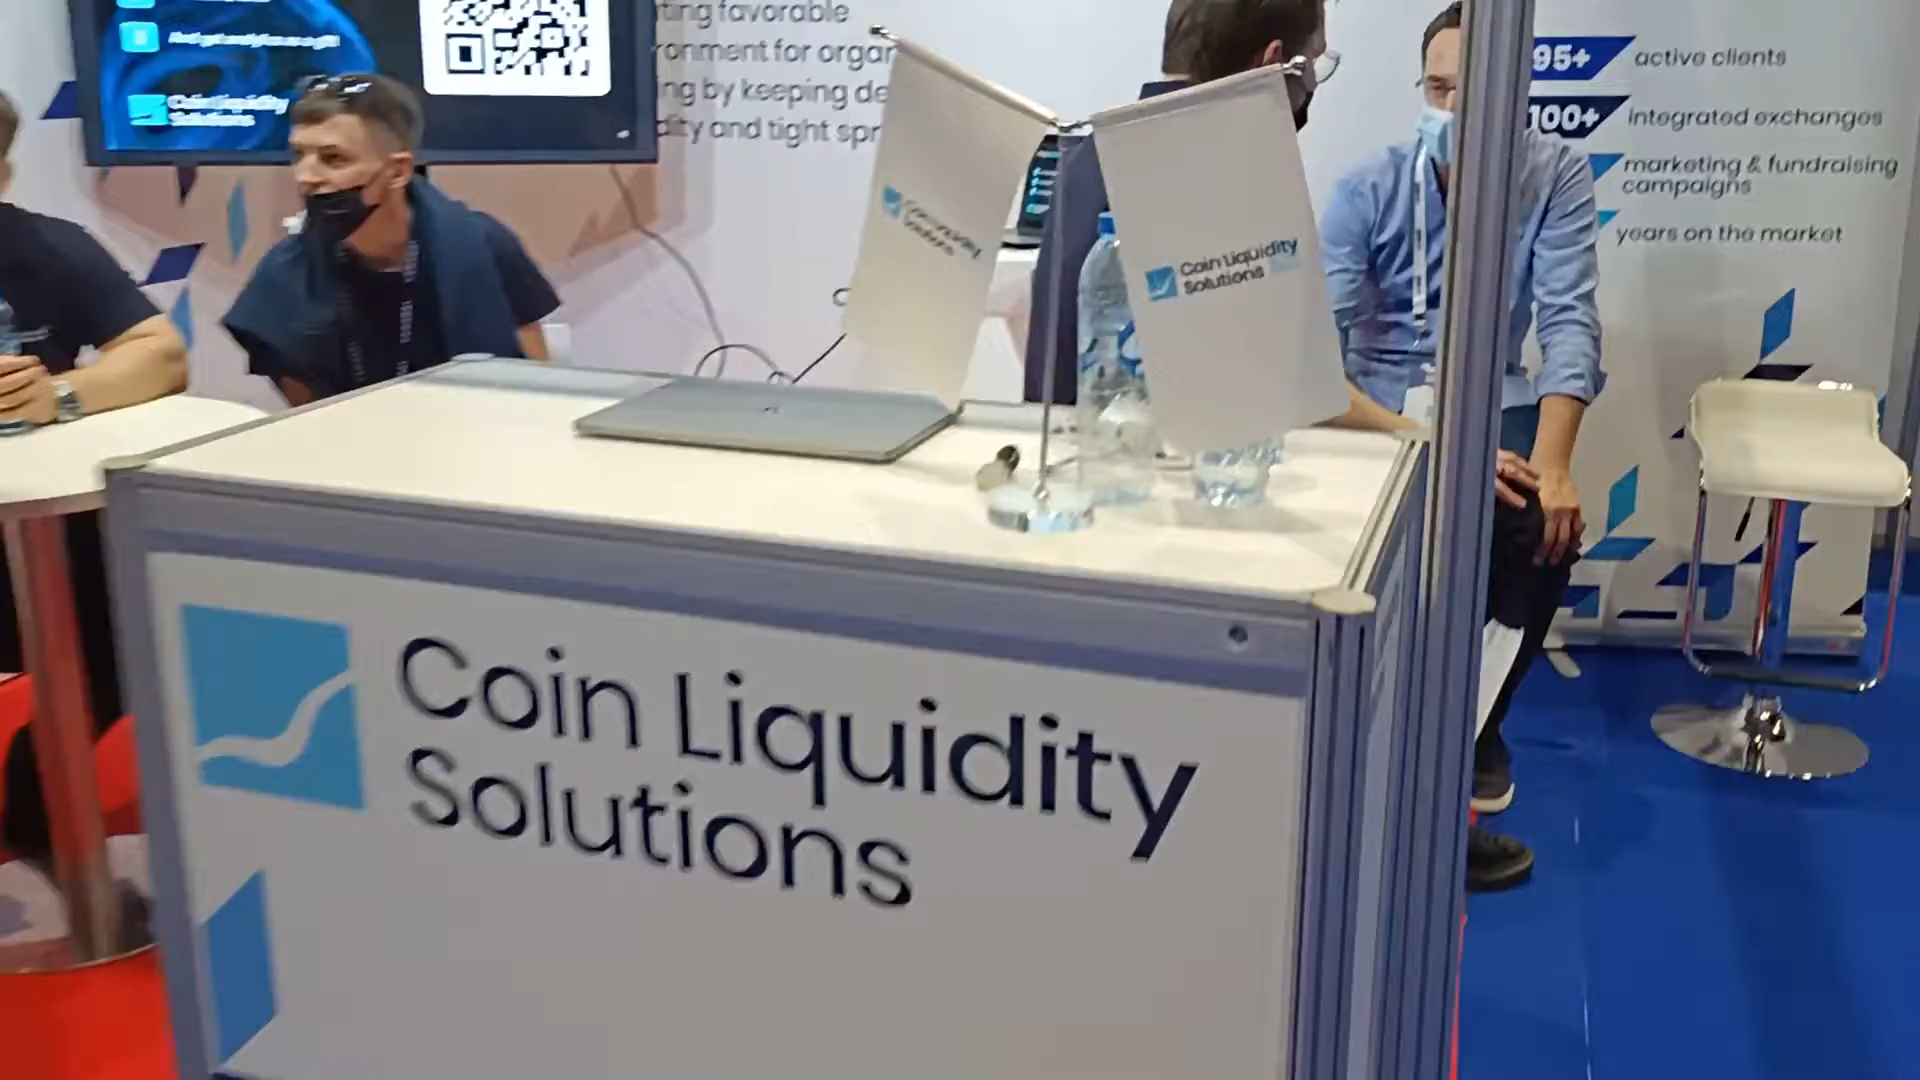 ting favorable
ronment for organ
ng by keeping de
dity and tight spr
Coin Liquidity
Solutions
95+ active clients
100+ integrated exchanges
marketing & fundraising
campaigns
years on the market
Coin Liquidity
Solutions
Coin Liquidity
Solutions